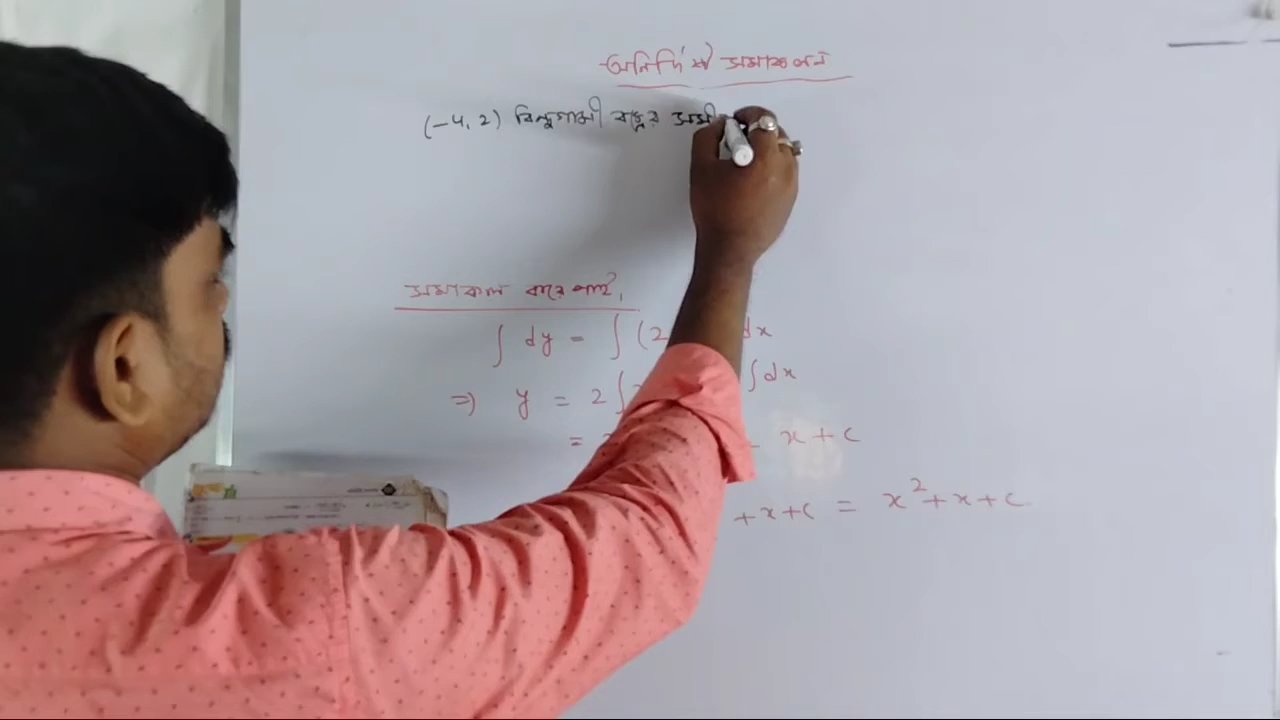 অনির্দিষ্ট সমাকলন
(-4, 2) বিন্দুগামী বক্রের সমী
সমাকলন করে পাই,
∫ dy = ∫ (2 dx
⇒ y = 2∫ ∫dx
= x + c
+x+c = x²+x+c